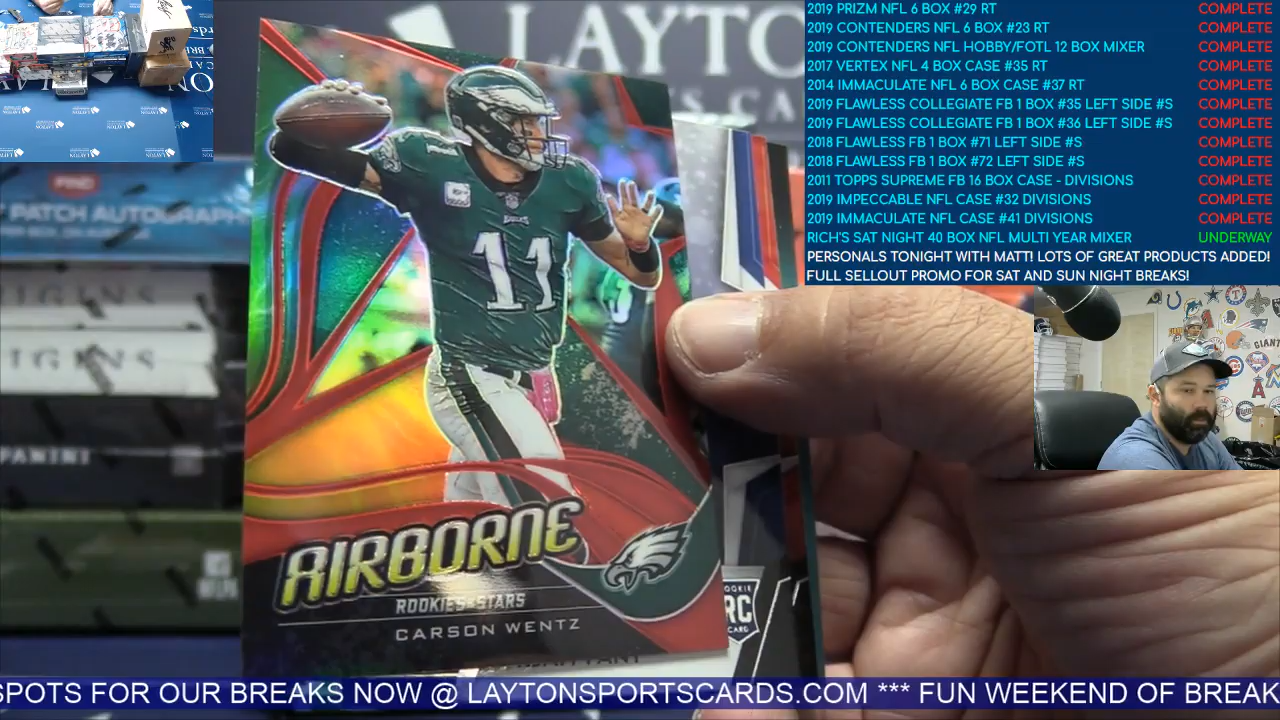 2019 PRIZM NFL 6 BOX #29 RT COMPLETE
2019 CONTENDERS NFL 6 BOX #23 RT COMPLETE
2019 CONTENDERS NFL HOBBY/FOTL 12 BOX MIXER COMPLETE
2017 VERTEX NFL 4 BOX CASE #35 RT COMPLETE
2014 IMMACULATE NFL 6 BOX CASE #37 RT COMPLETE
2019 FLAWLESS COLLEGIATE FB 1 BOX #35 LEFT SIDE #S COMPLETE
2019 FLAWLESS COLLEGIATE FB 1 BOX #36 LEFT SIDE #S COMPLETE
2018 FLAWLESS FB 1 BOX #71 LEFT SIDE #S COMPLETE
2018 FLAWLESS FB 1 BOX #72 LEFT SIDE #S COMPLETE
2011 TOPPS SUPREME FB 16 BOX CASE - DIVISIONS COMPLETE
2019 IMPECCABLE NFL CASE #32 DIVISIONS COMPLETE
2019 IMMACULATE NFL CASE #41 DIVISIONS COMPLETE
RICH'S SAT NIGHT 40 BOX NFL MULTI YEAR MIXER UNDERWAY
PERSONALS TONIGHT WITH MATT! LOTS OF GREAT PRODUCTS ADDED!
FULL SELLOUT PROMO FOR SAT AND SUN NIGHT BREAKS!
LAYTON
PATCH AUTOGRAPH
IGINS
IGINS
PANINI
11
11
AIRBORNE
ROOKIES & STARS
CARSON WENTZ
RC
CARD
GIANTS
SPOTS FOR OUR BREAKS NOW @ LAYTONSPORTSCARDS.COM *** FUN WEEKEND OF BREAK